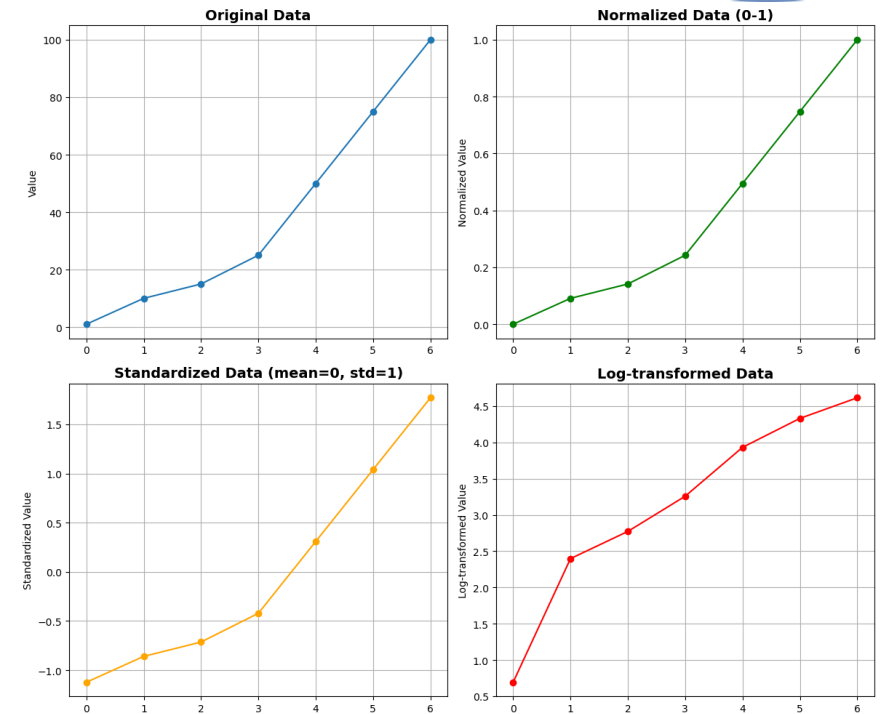 Original Data
Value
100
80
60
40
20
0
0 1 2 3 4 5 6
Normalized Data (0-1)
Normalized Value
1.0
0.8
0.6
0.4
0.2
0.0
0 1 2 3 4 5 6
Standardized Data (mean=0, std=1)
Standardized Value
1.5
1.0
0.5
0.0
−0.5
−1.0
0 1 2 3 4 5 6
Log-transformed Data
Log-transformed Value
4.5
4.0
3.5
3.0
2.5
2.0
1.5
1.0
0.5
0 1 2 3 4 5 6